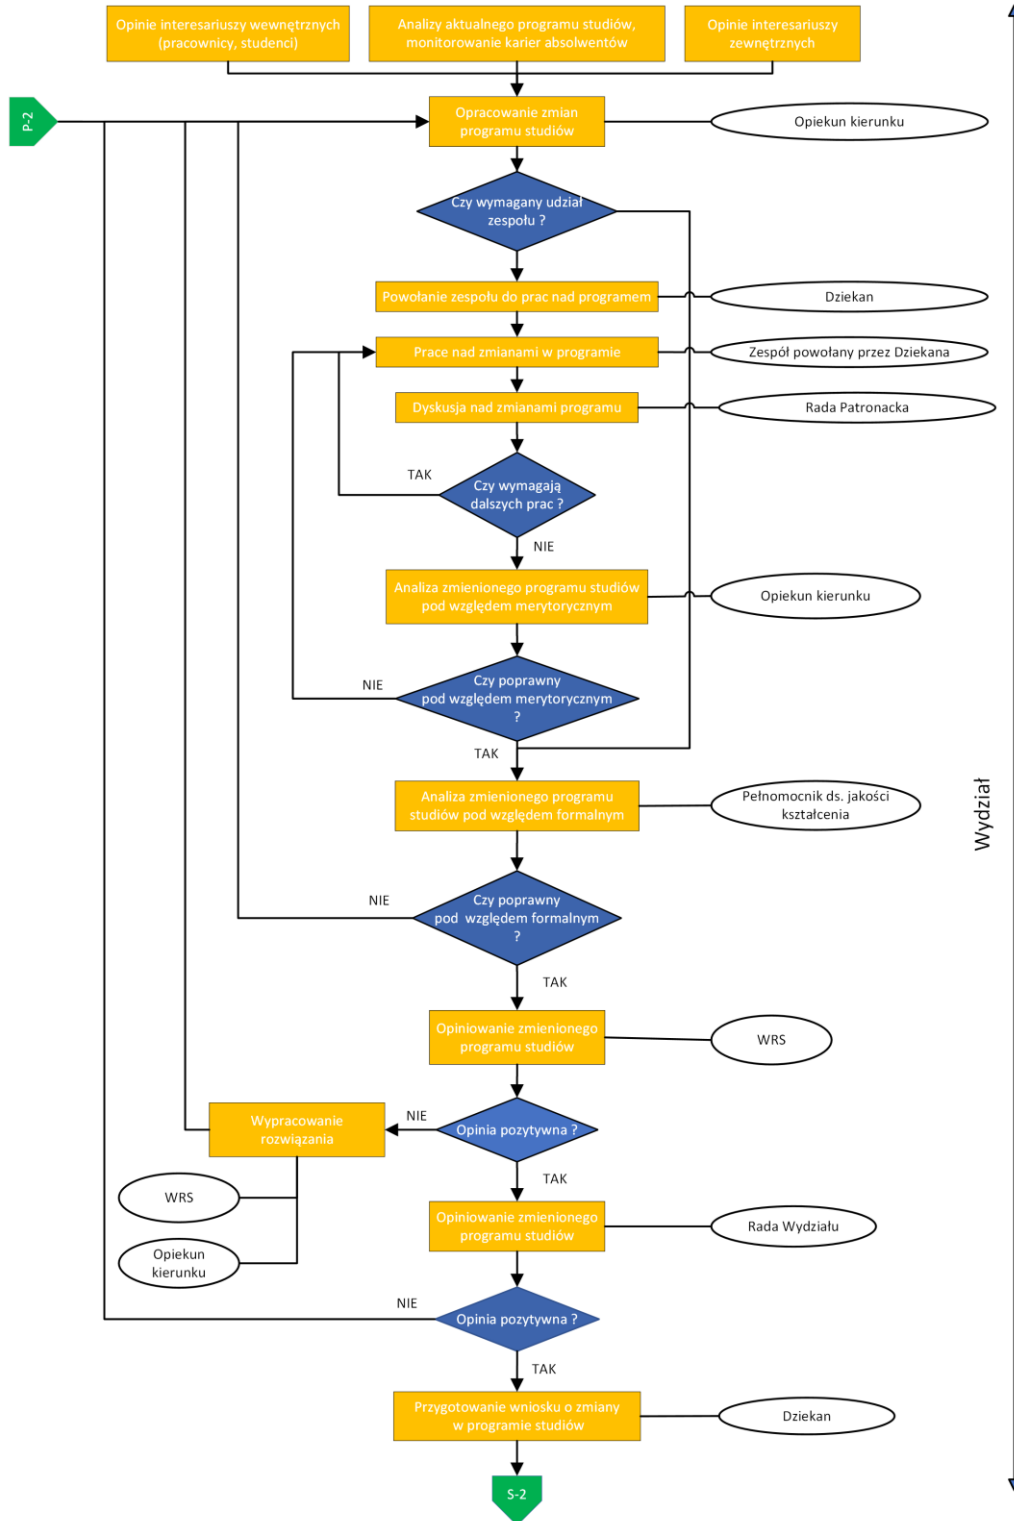 Opinie interesariuszy wewnętrznych
(pracownicy, studenci)
Analizy aktualnego programu studiów,
monitorowanie karier absolwentów
Opinie interesariuszy
zewnętrznych
P-2
Opracowanie zmian
programu studiów
Opiekun kierunku
Czy wymagany udział
zespołu ?
Powołanie zespołu do prac nad programem
Dziekan
Prace nad zmianami w programie
Zespół powołany przez Dziekana
Dyskusja nad zmianami programu
Rada Patronacka
TAK
Czy wymagają
dalszych prac ?
NIE
Analiza zmienionego programu studiów
pod względem merytorycznym
Opiekun kierunku
NIE
Czy poprawny
pod względem merytorycznym
?
TAK
Analiza zmienionego programu
studiów pod względem formalnym
Pełnomocnik ds. jakości
kształcenia
Wydział
NIE
Czy poprawny
pod  względem formalnym
?
TAK
Opiniowanie zmienionego
programu studiów
WRS
Wypracowanie
rozwiązania
NIE
Opinia pozytywna ?
TAK
WRS
Opiniowanie zmienionego
programu studiów
Rada Wydziału
Opiekun
kierunku
NIE
Opinia pozytywna ?
TAK
Przygotowanie wniosku o zmiany
w programie studiów
Dziekan
S-2